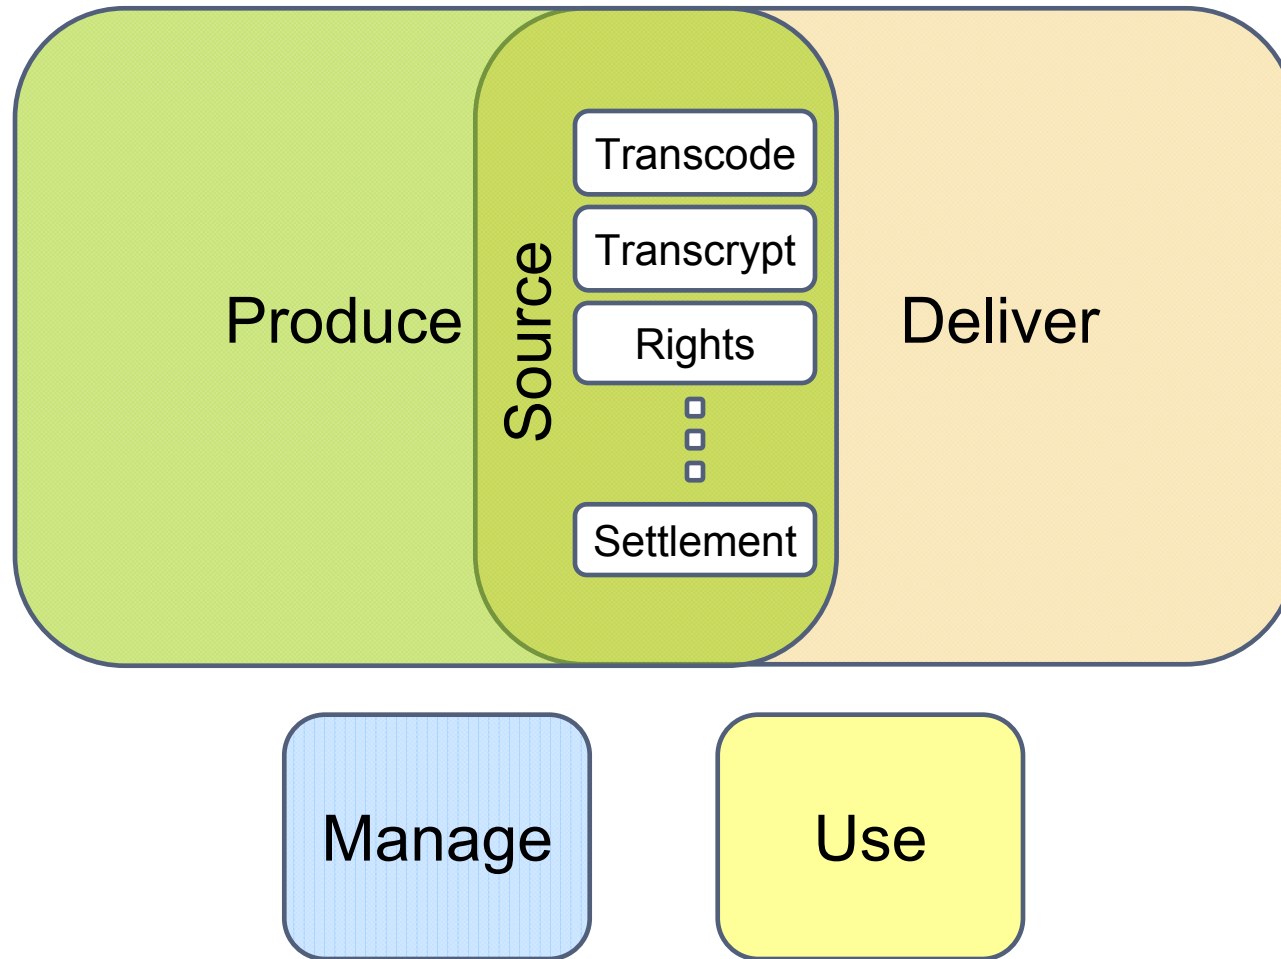 Produce
Source
Transcode
Transcrypt
Rights
Settlement
Deliver
Manage
Use